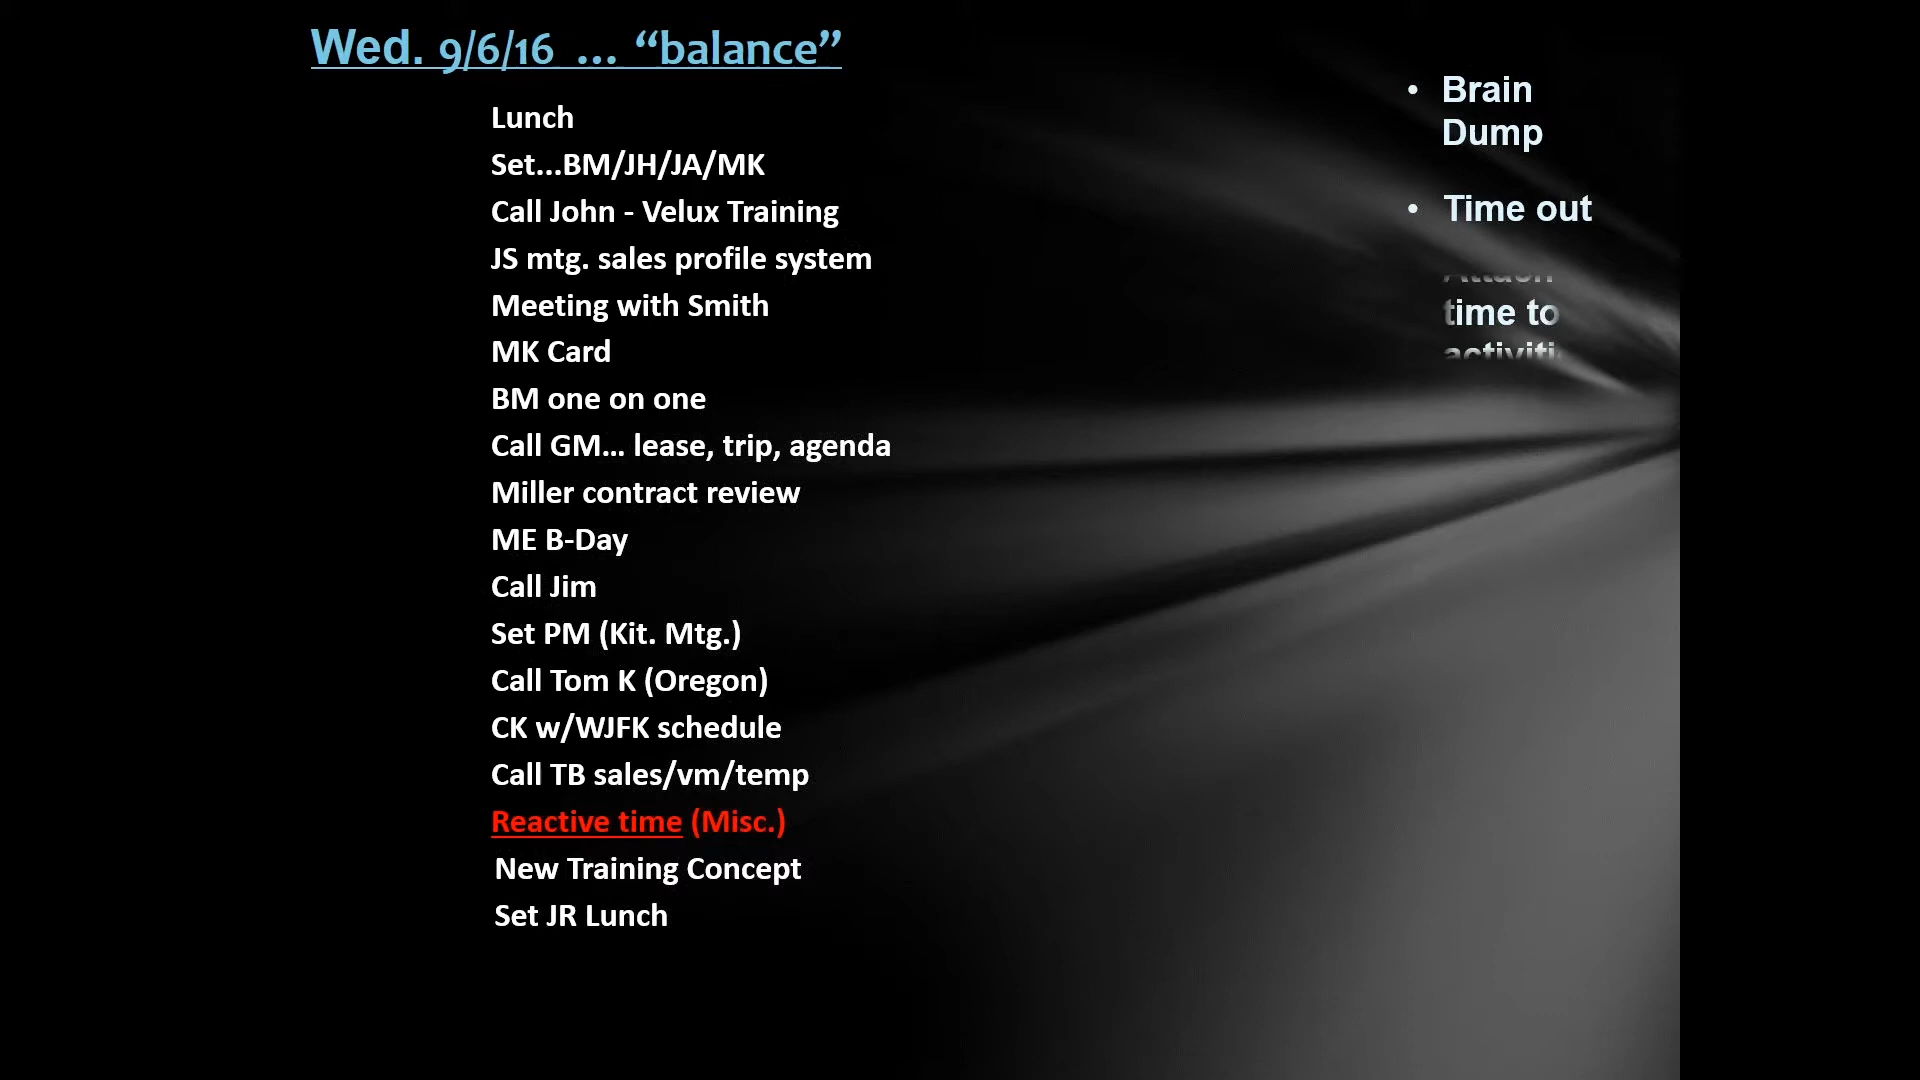 Wed. 9/6/16 ... “balance”
Lunch
Set...BM/JH/JA/MK
Call John - Velux Training
JS mtg. sales profile system
Meeting with Smith
MK Card
BM one on one
Call GM... lease, trip, agenda
Miller contract review
ME B-Day
Call Jim
Set PM (Kit. Mtg.)
Call Tom K (Oregon)
CK w/WJFK schedule
Call TB sales/vm/temp
Reactive time (Misc.)
New Training Concept
Set JR Lunch
• Brain
Dump
• Time out
time to